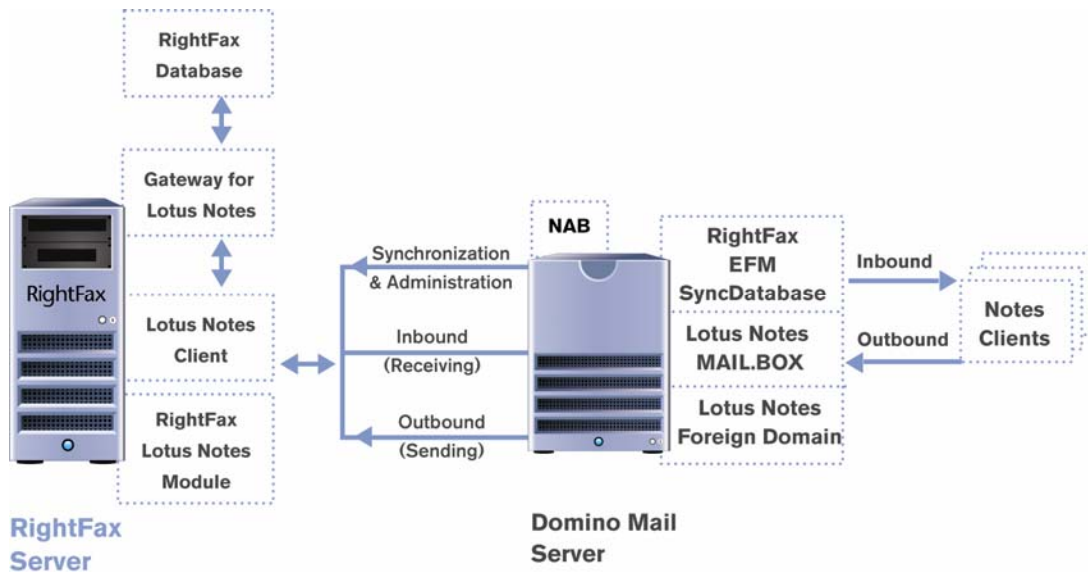 RightFax
Database
Gateway for
Lotus Notes
RightFax
Lotus Notes
Client
RightFax
Lotus Notes
Module
RightFax
Server
Synchronization
& Administration
Inbound
(Receiving)
Outbound
(Sending)
NAB
RightFax
EFM
SyncDatabase
Lotus Notes
MAIL.BOX
Lotus Notes
Foreign Domain
Domino Mail
Server
Inbound
Outbound
Notes
Clients